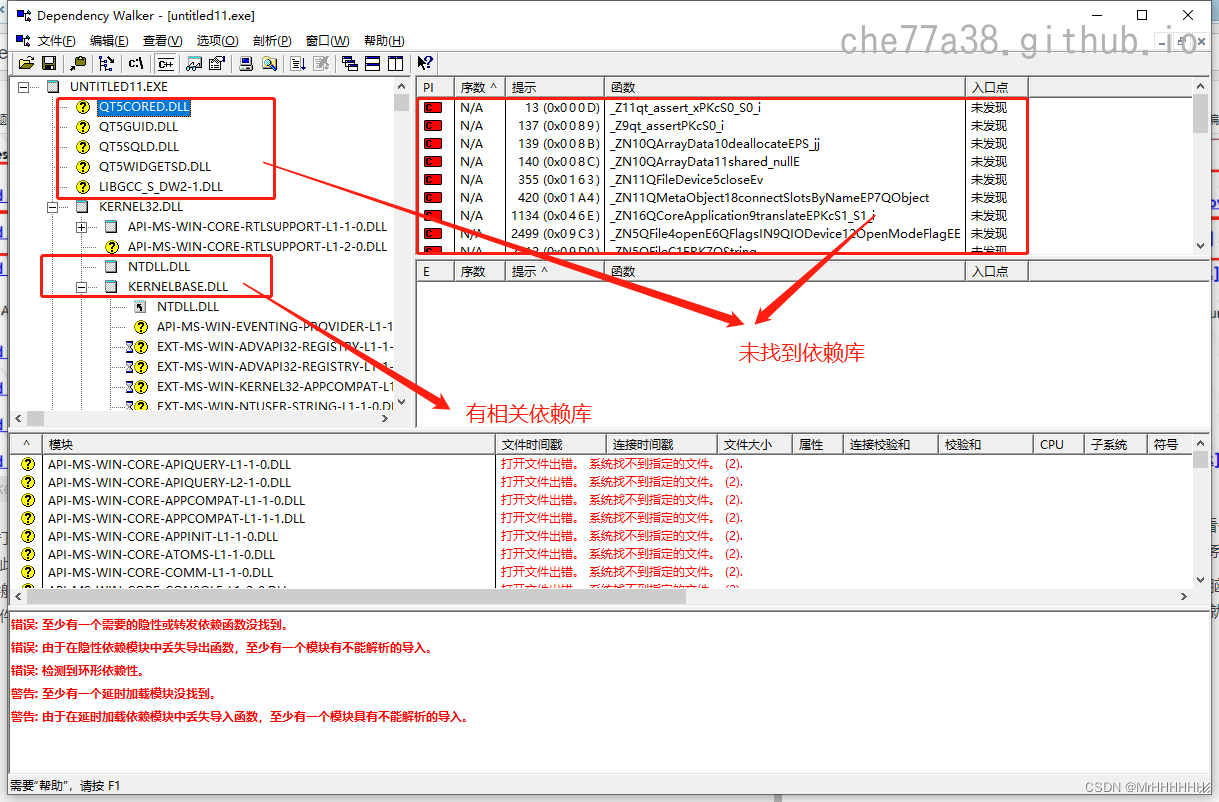 Dependency Walker - [untitled11.exe]
che77a38.github.io
文件(F) 编辑(E) 查看(V) 选项(O) 剖析(P) 窗口(W) 帮助(H)
C:\ C++
UNTITLED11.EXE
QT5CORED.DLL
QT5GUID.DLL
QT5SQLD.DLL
QT5WIDGETSD.DLL
LIBGCC_S_DW2-1.DLL
KERNEL32.DLL
API-MS-WIN-CORE-RTLSUPPORT-L1-1-0.DLL
API-MS-WIN-CORE-RTLSUPPORT-L1-2-0.DLL
NTDLL.DLL
KERNELBASE.DLL
NTDLL.DLL
API-MS-WIN-EVENTING-PROVIDER-L1-1
EXT-MS-WIN-ADVAPI32-REGISTRY-L1-1-
EXT-MS-WIN-ADVAPI32-REGISTRY-L1-1-
EXT-MS-WIN-KERNEL32-APPCOMPAT-L1
EXT-MS-WIN-NTUSER-STRING-L1-1-0.DL
PI 序数 ^ 提示 函数 入口点
N/A 13 (0x000D) _Z11qt_assert_xPKcS0_S0_i 未发现
N/A 137 (0x0089) _Z9qt_assertPKcS0_i 未发现
N/A 139 (0x008B) _ZN10QArrayData10deallocateEPS_jj 未发现
N/A 140 (0x008C) _ZN10QArrayData11shared_nullE 未发现
N/A 355 (0x0163) _ZN11QFileDevice5closeEv 未发现
N/A 420 (0x01A4) _ZN11QMetaObject18connectSlotsByNameEP7QObject 未发现
N/A 1134 (0x046E) _ZN16QCoreApplication9translateEPKcS1_S1_i 未发现
N/A 2499 (0x09C3) _ZN5QFile4openE6QFlagsIN9QIODevice12OpenModeFlagEE 未发现
E 序数 提示 ^ 函数 入口点
未找到依赖库
有相关依赖库
^ 模块 文件时间戳 连接时间戳 文件大小 属性 连接校验和 校验和 CPU 子系统 符号
API-MS-WIN-CORE-APIQUERY-L1-1-0.DLL 打开文件出错。 系统找不到指定的文件。 (2).
API-MS-WIN-CORE-APIQUERY-L2-1-0.DLL 打开文件出错。 系统找不到指定的文件。 (2).
API-MS-WIN-CORE-APPCOMPAT-L1-1-0.DLL 打开文件出错。 系统找不到指定的文件。 (2).
API-MS-WIN-CORE-APPCOMPAT-L1-1-1.DLL 打开文件出错。 系统找不到指定的文件。 (2).
API-MS-WIN-CORE-APPINIT-L1-1-0.DLL 打开文件出错。 系统找不到指定的文件。 (2).
API-MS-WIN-CORE-ATOMS-L1-1-0.DLL 打开文件出错。 系统找不到指定的文件。 (2).
API-MS-WIN-CORE-COMM-L1-1-0.DLL 打开文件出错。 系统找不到指定的文件。 (2).
错误: 至少有一个需要的隐性或转发依赖函数没找到。
错误: 由于在隐性依赖模块中丢失导出函数，至少有一个模块有不能解析的导入。
错误: 检测到环形依赖性。
警告: 至少有一个延时加载模块没找到。
警告: 由于在延时加载依赖模块中丢失导入函数，至少有一个模块具有不能解析的导入。
需要“帮助”，请按 F1
CSDN @MrHHHHHH